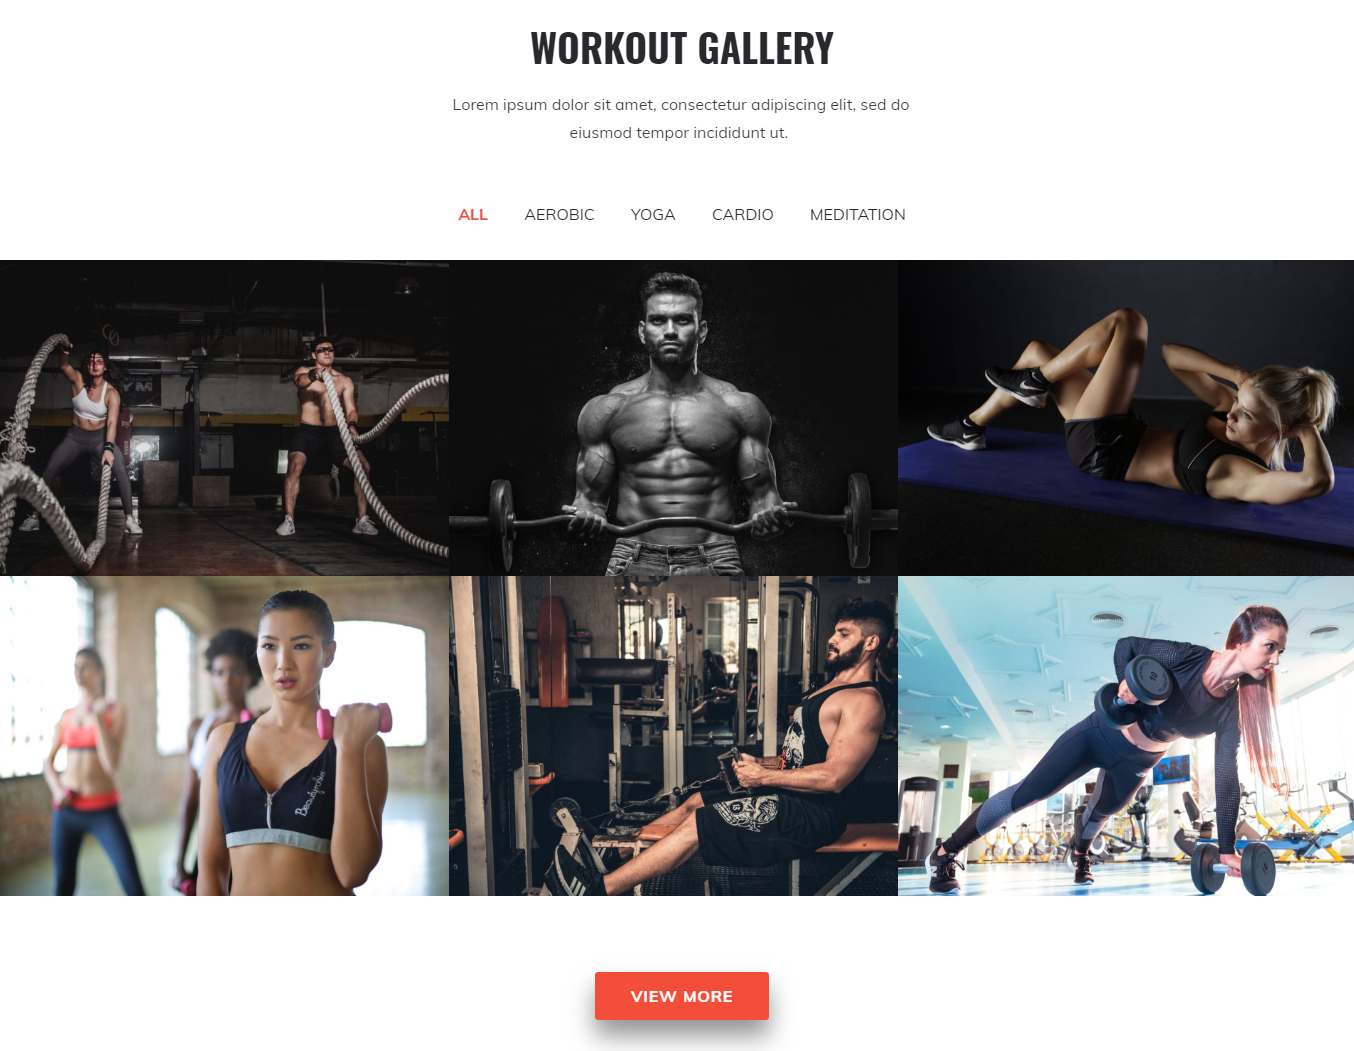 WORKOUT GALLERY
Lorem ipsum dolor sit amet, consectetur adipiscing elit, sed do
eiusmod tempor incididunt ut.
ALL AEROBIC YOGA CARDIO MEDITATION
VIEW MORE